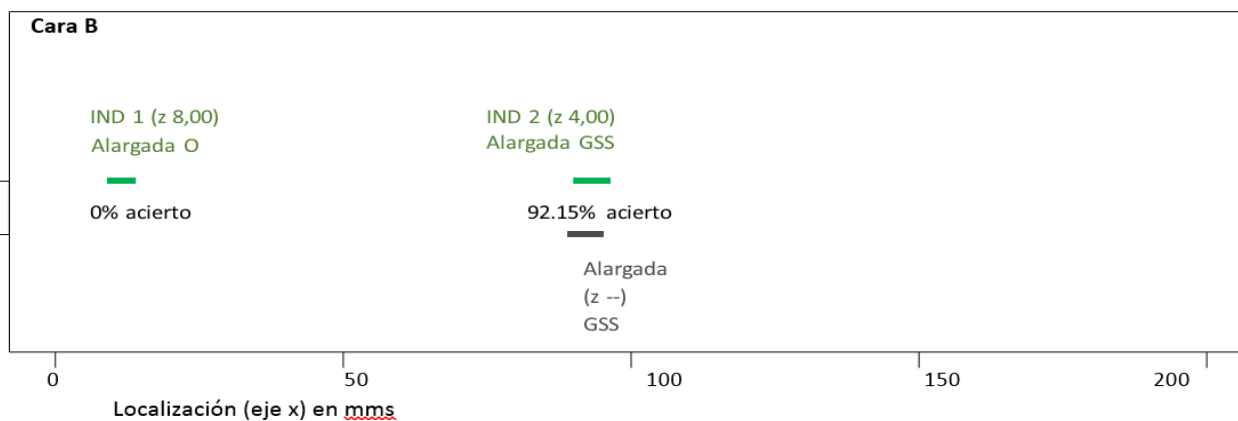 Cara B
IND 1 (z 8,00)
Alargada O
IND 2 (z 4,00)
Alargada GSS
0% acierto
92.15% acierto
Alargada
(z --)
GSS
0
50
100
150
200
Localización (eje x) en mms